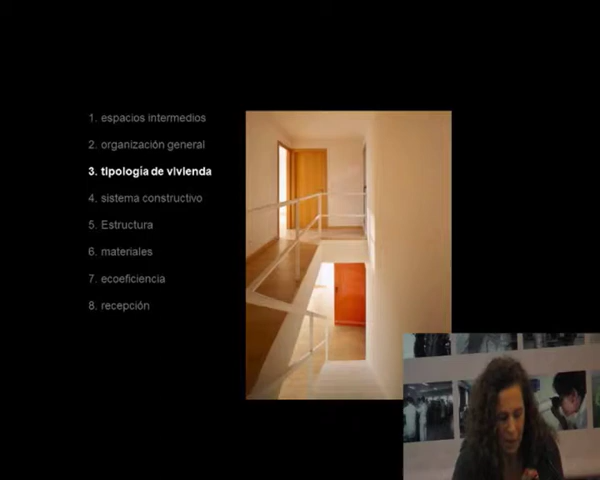 1. espacios intermedios
2. organización general
3. tipología de vivienda
4. sistema constructivo
5. Estructura
6. materiales
7. ecoeficiencia
8. recepción